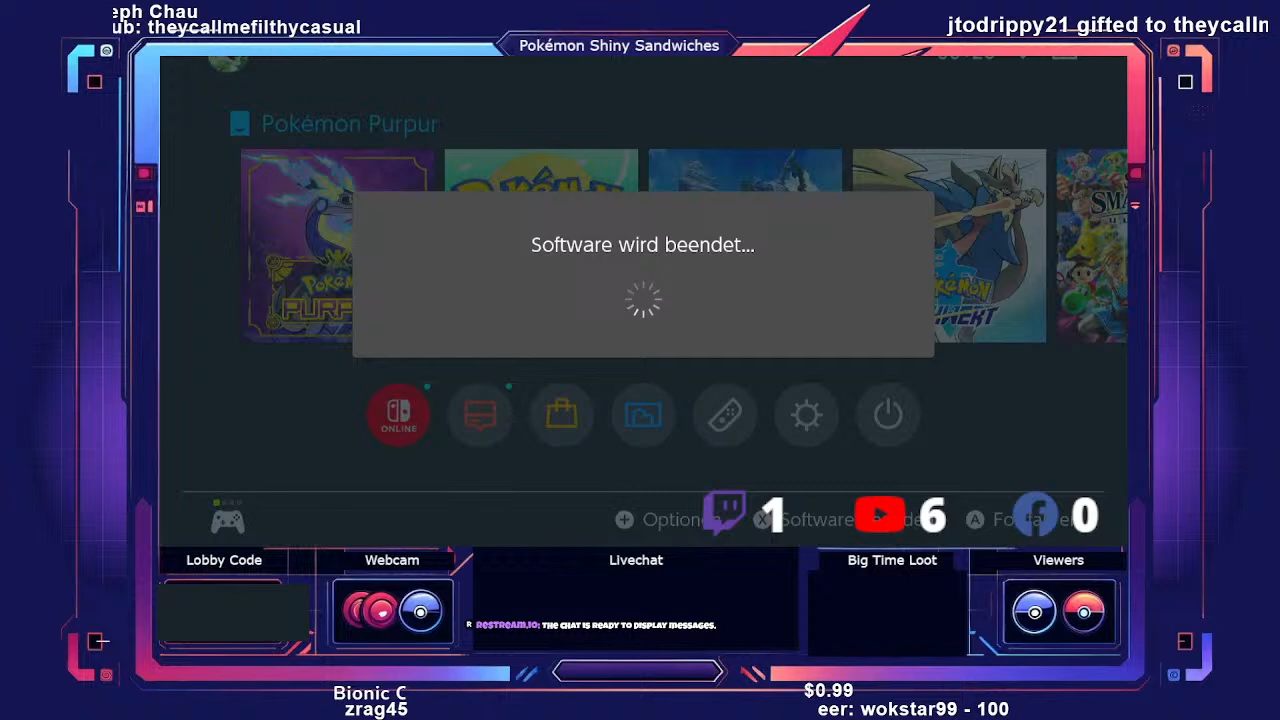 eph Chau
ub: theycallmefilthycasual
jtodrippy21 gifted to theycallm
Pokémon Shiny Sandwiches
Pokémon Purpur
Software wird beendet...
ONLINE
Optionen
Software
1
6
0
Lobby Code
Webcam
Livechat
Big Time Loot
Viewers
RESTREAM.IO: THE CHAT IS READY TO DISPLAY MESSAGES.
Bionic C
zrag45
$0.99
eer: wokstar99 - 100